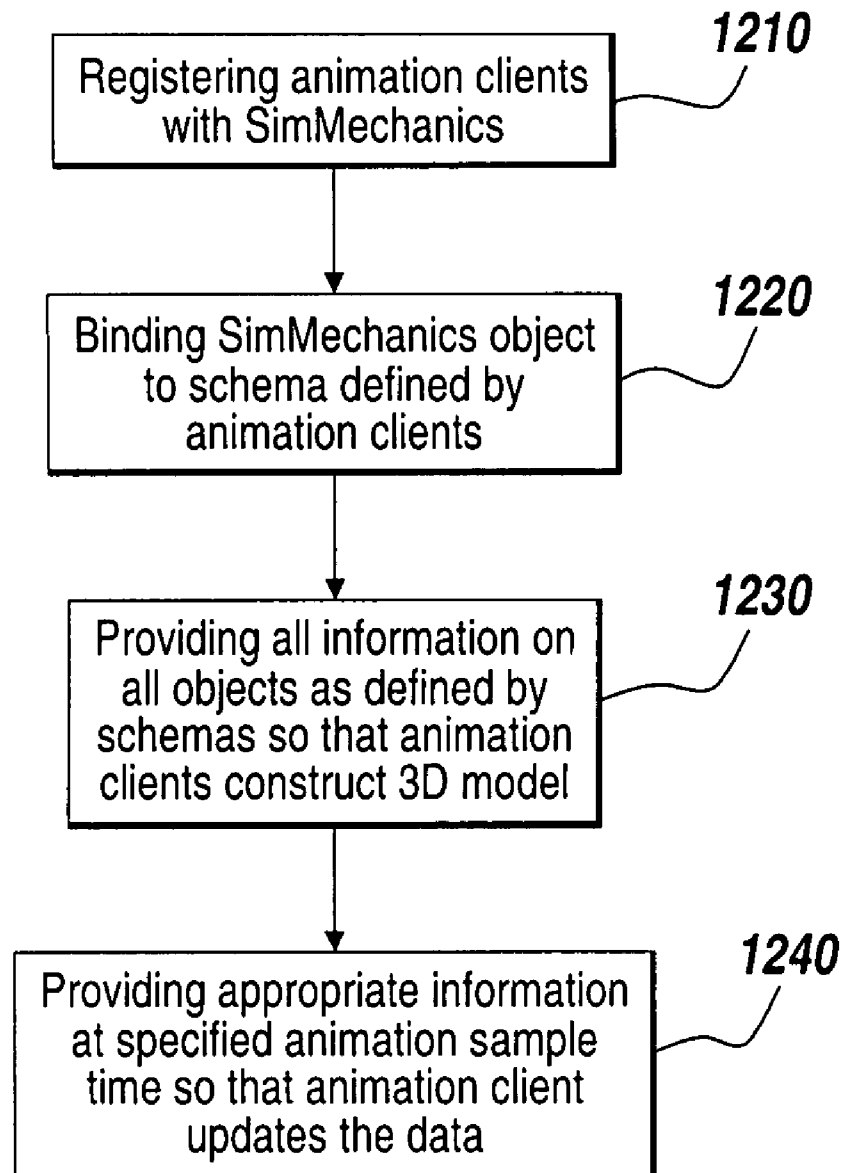 1210
Registering animation clients
with SimMechanics
1220
Binding SimMechanics object
to schema defined by
animation clients
1230
Providing all information on
all objects as defined by
schemas so that animation
clients construct 3D model
1240
Providing appropriate information
at specified animation sample
time so that animation client
updates the data